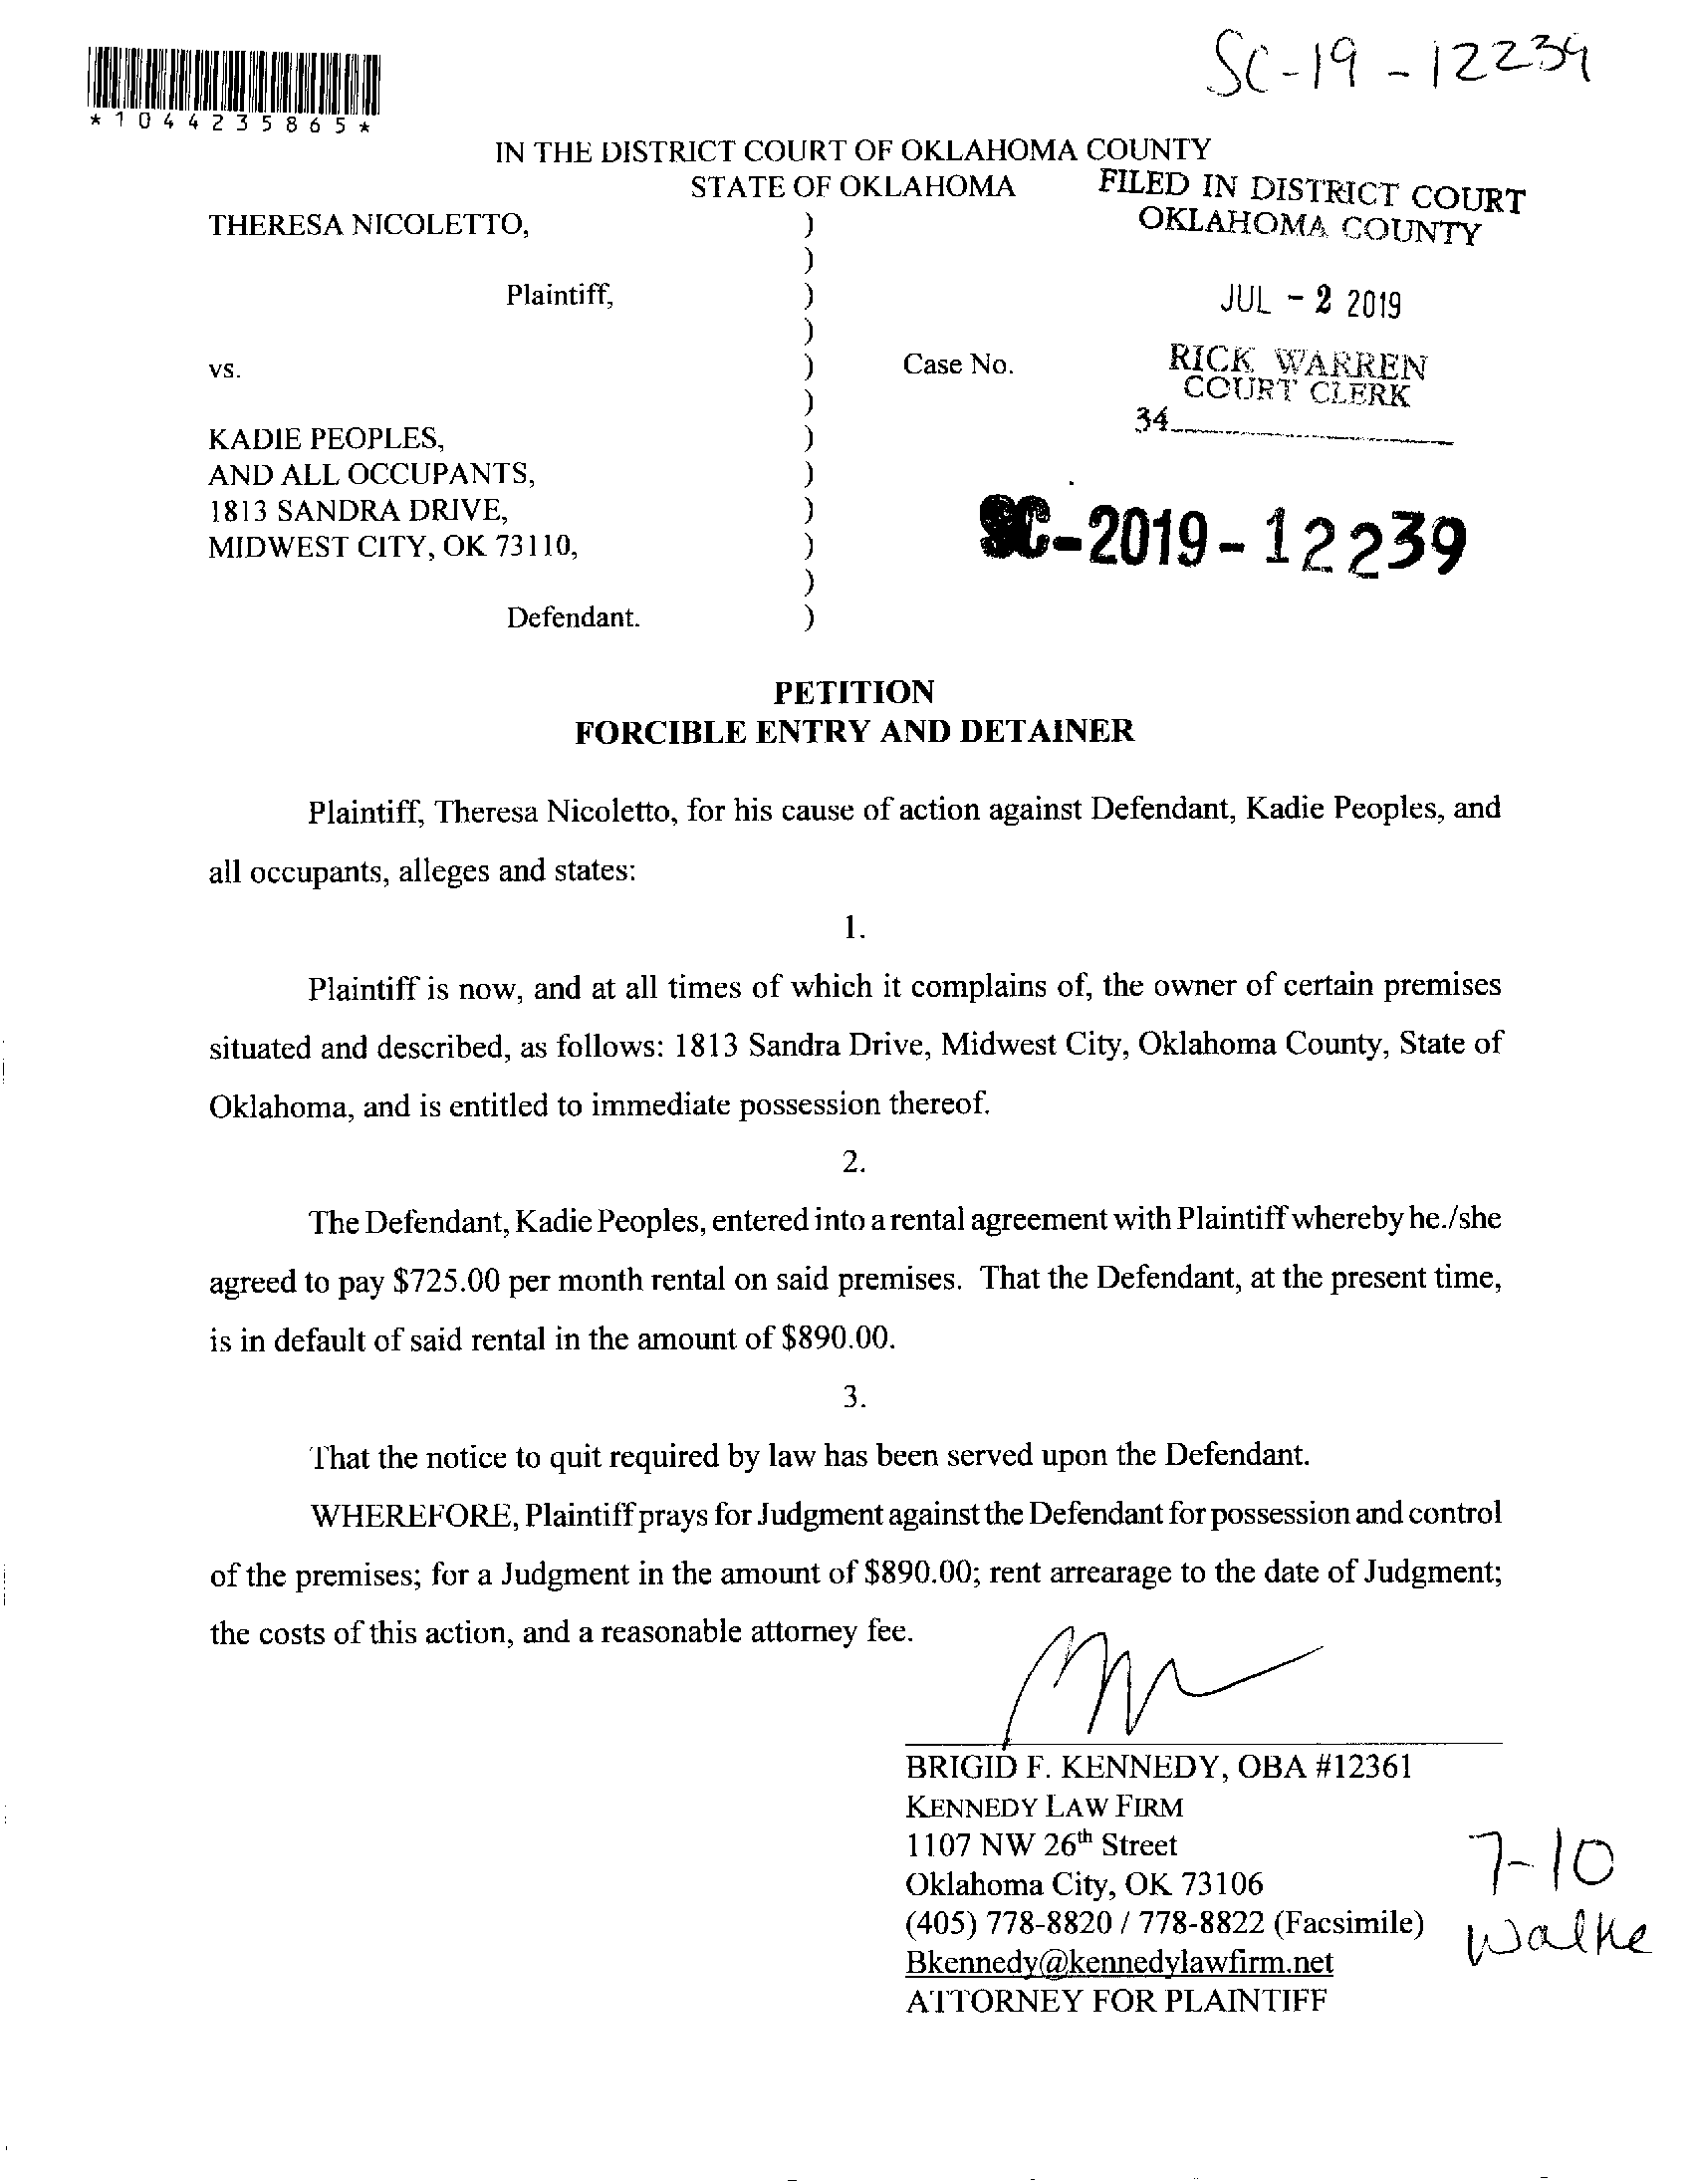 SC-19-12239
*1044235865*
IN THE DISTRICT COURT OF OKLAHOMA COUNTY
STATE OF OKLAHOMA
FILED IN DISTRICT COURT
OKLAHOMA COUNTY
THERESA NICOLETTO, )
)
Plaintiff, )
JUL - 2 2019
)
vs. ) Case No.
RICK WARREN
COURT CLERK
)
34
KADIE PEOPLES, )
AND ALL OCCUPANTS, )
1813 SANDRA DRIVE, )
SC-2019-12239
MIDWEST CITY, OK 73110, )
)
Defendant. )
PETITION
FORCIBLE ENTRY AND DETAINER
Plaintiff, Theresa Nicoletto, for his cause of action against Defendant, Kadie Peoples, and
all occupants, alleges and states:
1.
Plaintiff is now, and at all times of which it complains of, the owner of certain premises
situated and described, as follows: 1813 Sandra Drive, Midwest City, Oklahoma County, State of
Oklahoma, and is entitled to immediate possession thereof.
2.
The Defendant, Kadie Peoples, entered into a rental agreement with Plaintiff whereby he./she
agreed to pay $725.00 per month rental on said premises. That the Defendant, at the present time,
is in default of said rental in the amount of $890.00.
3.
That the notice to quit required by law has been served upon the Defendant.
WHEREFORE, Plaintiff prays for Judgment against the Defendant for possession and control
of the premises; for a Judgment in the amount of $890.00; rent arrearage to the date of Judgment;
the costs of this action, and a reasonable attorney fee.
BRIGID F. KENNEDY, OBA #12361
KENNEDY LAW FIRM
1107 NW 26th Street
Oklahoma City, OK 73106
(405) 778-8820 / 778-8822 (Facsimile)
Bkennedy@kennedylawfirm.net
ATTORNEY FOR PLAINTIFF
7-10
Walke